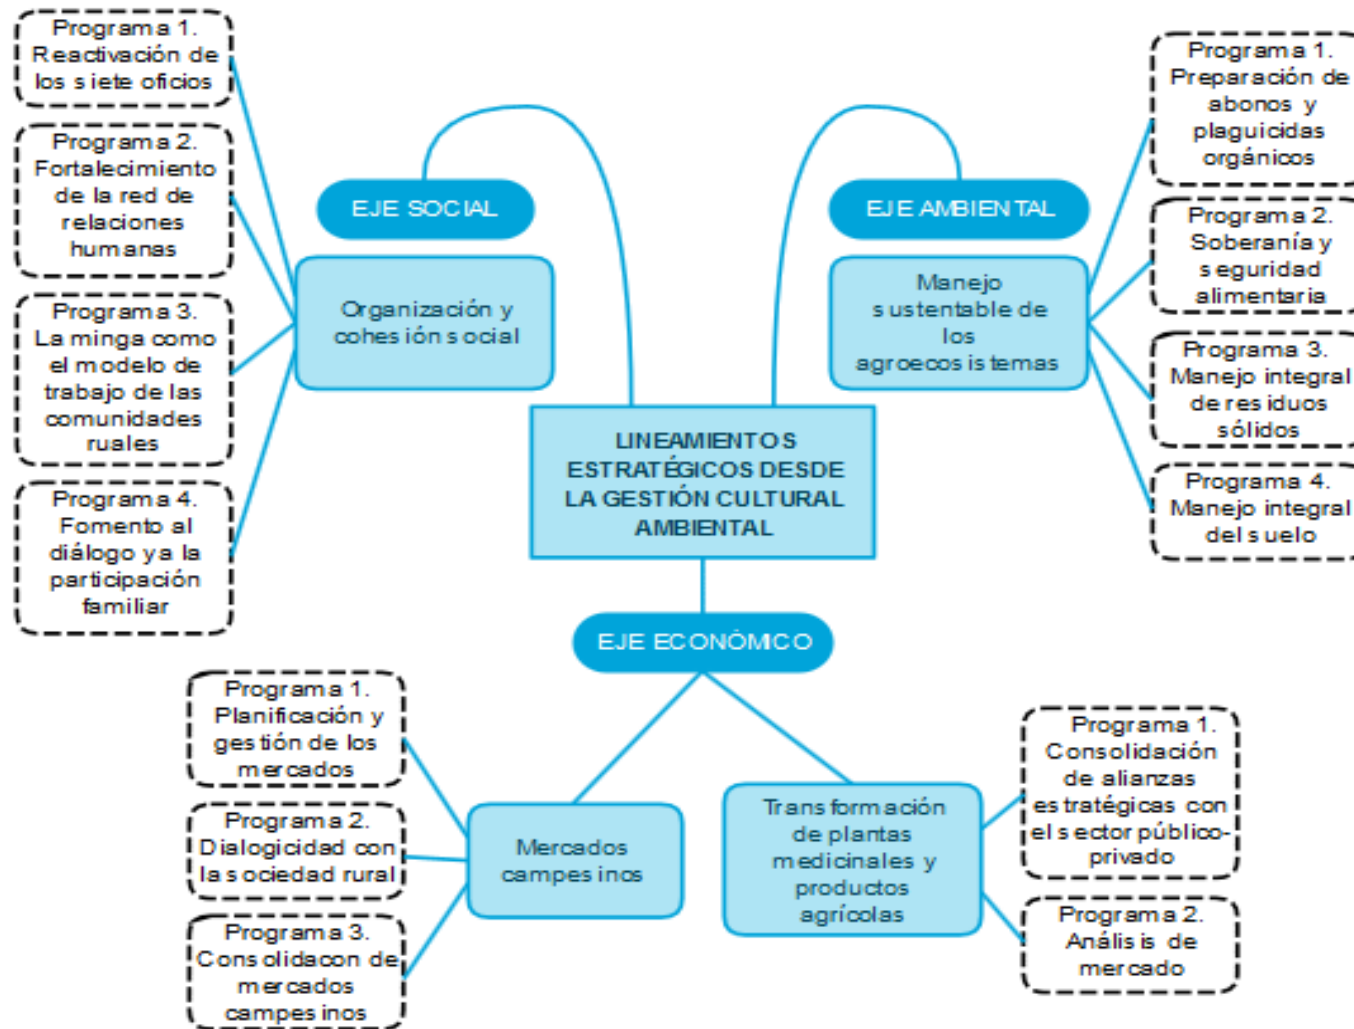 Programa 1.
Reactivación de
los siete oficios
Programa 2.
Fortalecimiento
de la red de
relaciones
humanas
Programa 3.
La minga como
el modelo de
trabajo de las
comunidades
ruales
Programa 4.
Fomento al
diálogo y a la
participación
familiar
EJE SOCIAL
Organización y
cohesión social
EJE AMBIENTAL
Manejo
sustentable de
los
agroecosistemas
Programa 1.
Preparación de
abonos y
plaguicidas
orgánicos
Programa 2.
Soberanía y
seguridad
alimentaria
Programa 3.
Manejo integral
de residuos
sólidos
Programa 4.
Manejo integral
del suelo
LINEAMIENTOS
ESTRATÉGICOS DESDE
LA GESTIÓN CULTURAL
AMBIENTAL
EJE ECONÓMICO
Programa 1.
Planificación y
gestión de los
mercados
Programa 2.
Dialogicidad con
la sociedad rural
Programa 3.
Consolidacon de
mercados
campesinos
Mercados
campesinos
Transformación
de plantas
medicinales y
productos
agrícolas
Programa 1.
Consolidación
de alianzas
estratégicas con
el sector público-
privado
Programa 2.
Análisis de
mercado